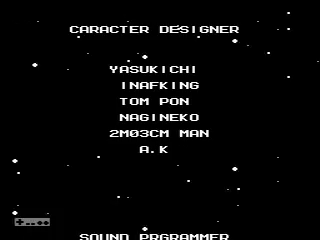 CARACTER DESIGNER
YASUKICHI
INAFKING
TOM PON
NAGINEKO
2M03CM MAN
A.K
SOUND PRGRAMMER